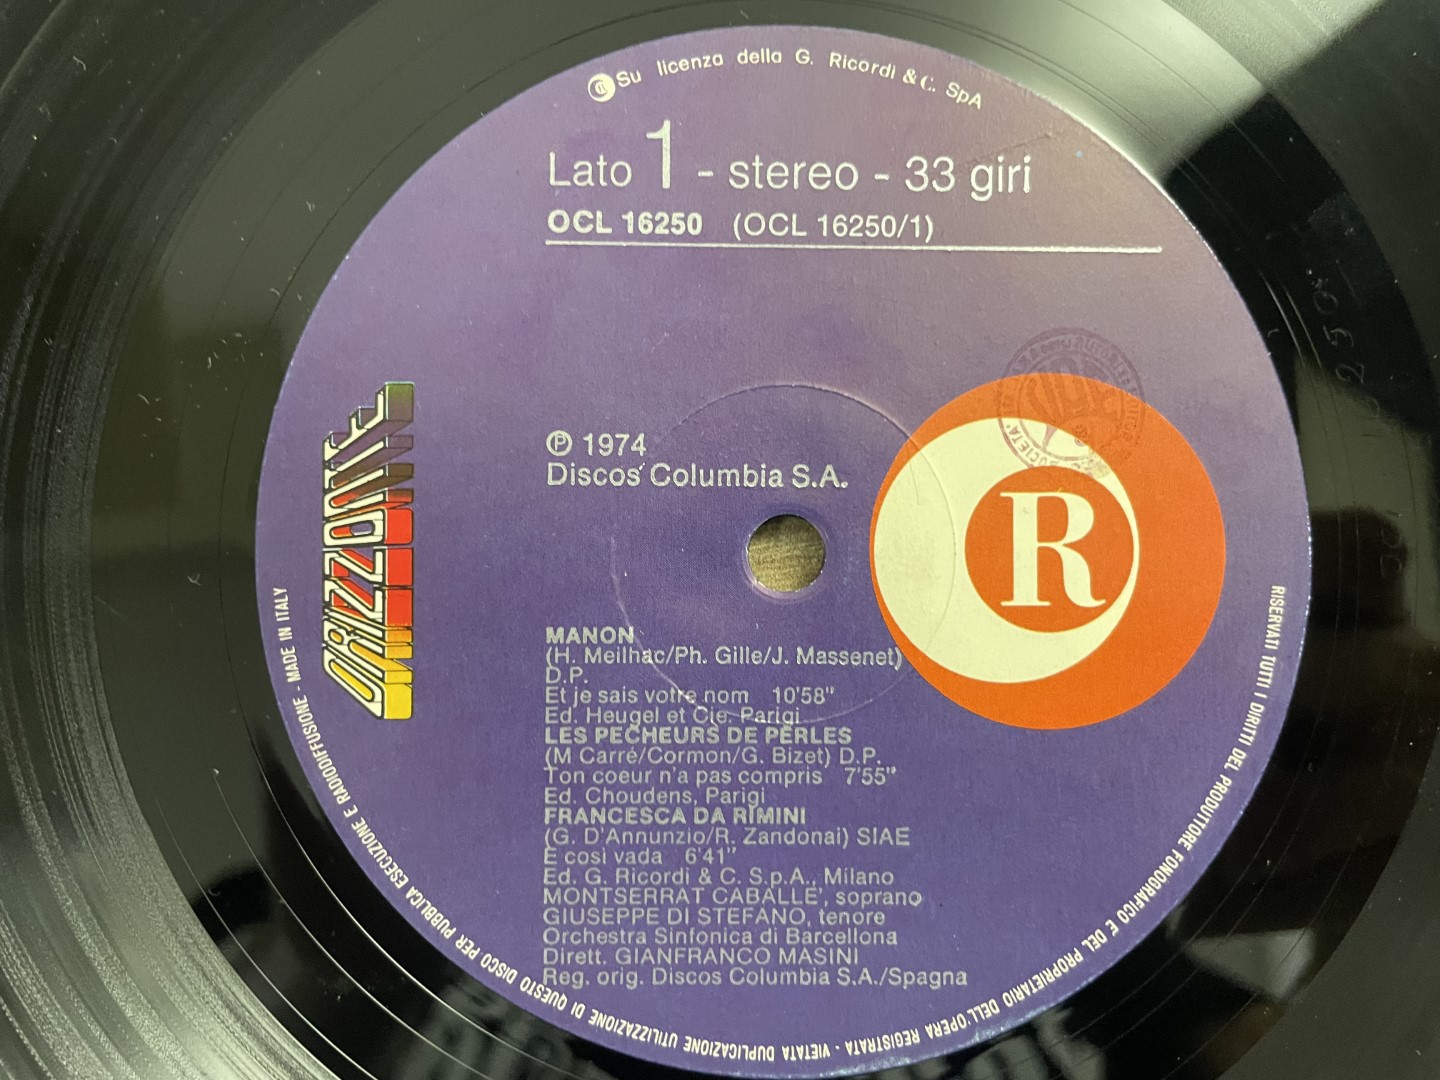 Su licenza della G. Ricordi & C. SpA
Lato 1 - stereo - 33 giri
OCL 16250 (OCL 16250/1)
ORIZZONTE
℗ 1974
Discos Columbia S.A.
R
MANON
(H. Meilhac/Ph. Gille/J. Massenet)
D.P.
Et je sais votre nom 10'58"
Ed. Heugel et Cie. Parigi
LES PECHEURS DE PERLES
(M Carré/Cormon/G. Bizet) D.P.
Ton coeur n'a pas compris 7'55"
Ed. Choudens, Parigi
FRANCESCA DA RIMINI
(G. D'Annunzio/R. Zandonai) SIAE
E così vada 6'41"
Ed. G. Ricordi & C. S.p.A., Milano
MONTSERRAT CABALLE', soprano
GIUSEPPE DI STEFANO, tenore
Orchestra Sinfonica di Barcellona
Dirett. GIANFRANCO MASINI
Reg. orig. Discos Columbia S.A./Spagna
RISERVATI TUTTI I DIRITTI DEL PRODUTTORE FONOGRAFICO E DEL PROPRIETARIO DELL'OPERA REGISTRATA - VIETATA DUPLICAZIONE UTILIZZAZIONE DI QUESTO DISCO PER PUBBLICA ESECUZIONE E RADIODIFFUSIONE - MADE IN ITALY